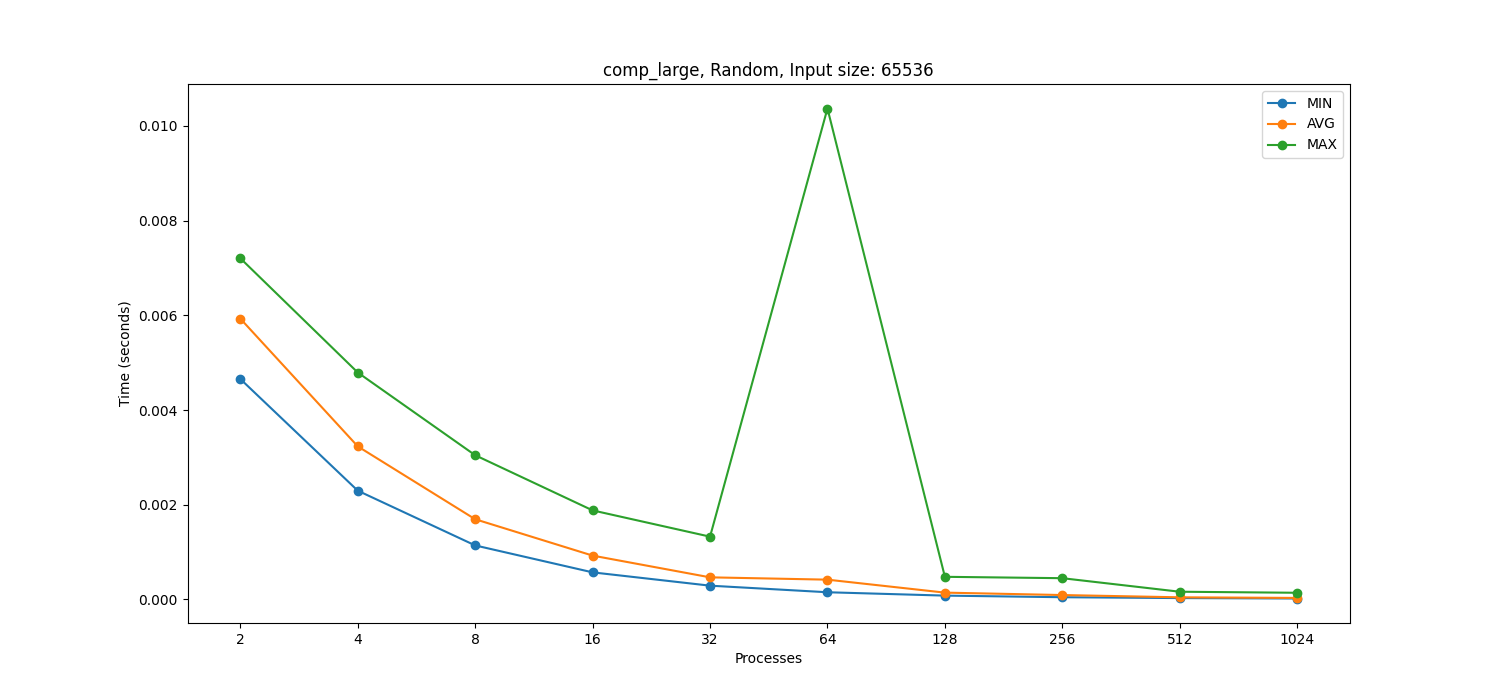 comp_large, Random, Input size: 65536
MIN
AVG
MAX
0.010
0.008
0.006
0.004
0.002
0.000
Time (seconds)
2 4 8 16 32 64 128 256 512 1024
Processes